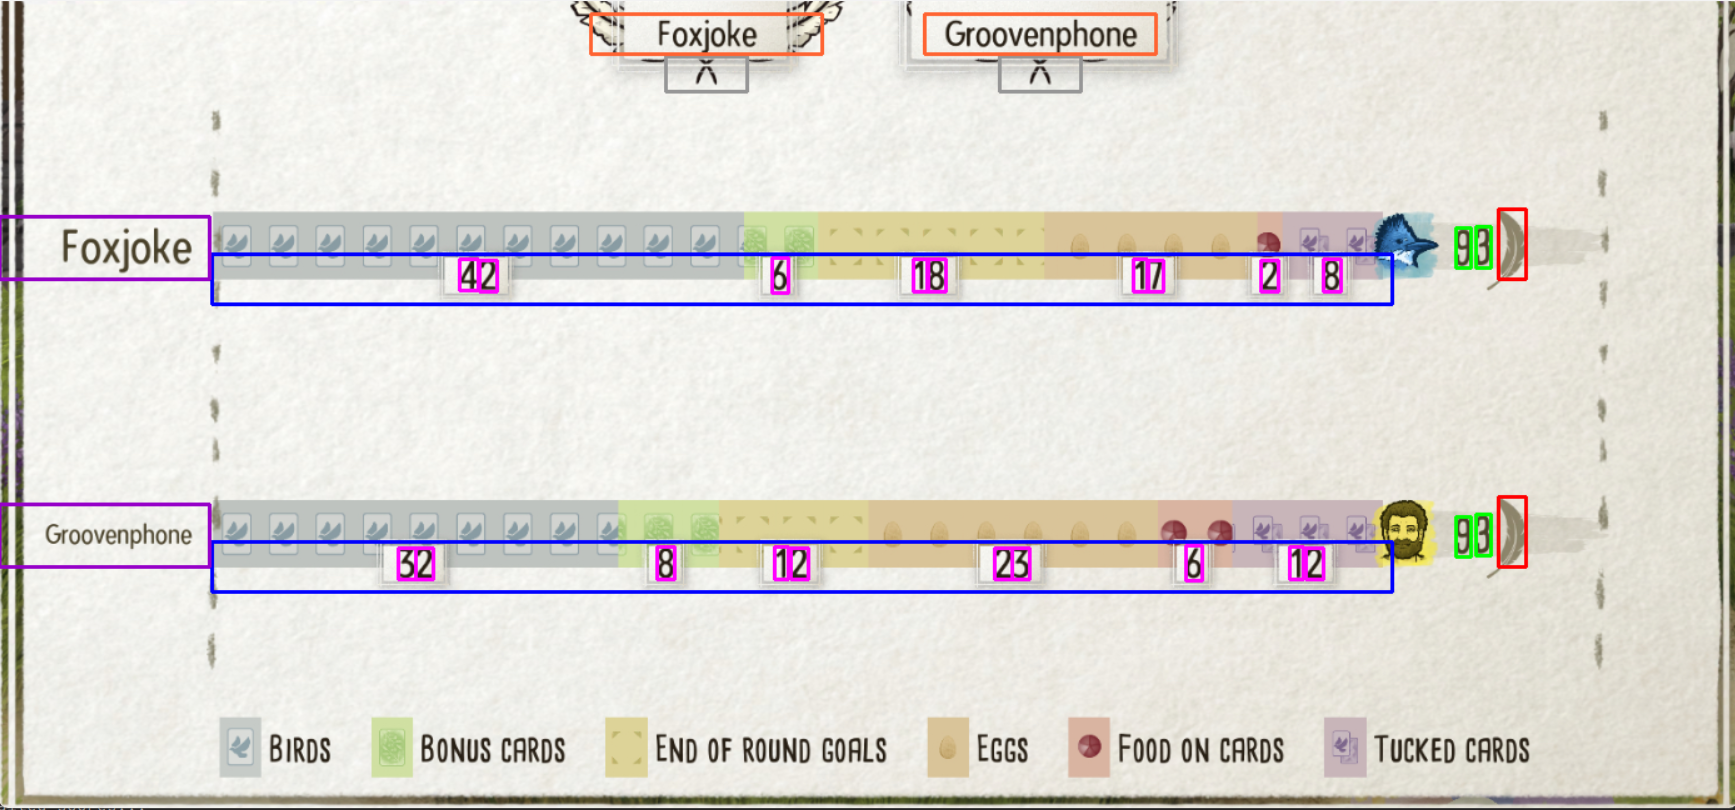 Foxjoke Groovenphone
Foxjoke 93
42 6 18 17 2 8
Groovenphone 93
32 8 12 23 6 12
BIRDS BONUS CARDS END OF ROUND GOALS EGGS FOOD ON CARDS TUCKED CARDS